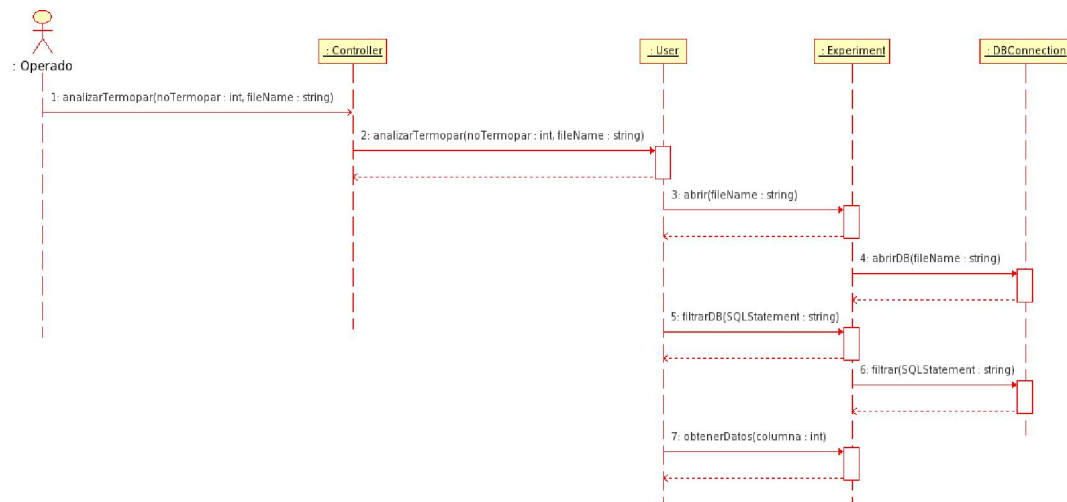 : Operado
: Controller
: User
: Experiment
: DBConnection
1: analizarTermopar(noTermopar : int, fileName : string)
2: analizarTermopar(noTermopar : int, fileName : string)
3: abrir(fileName : string)
4: abrirDB(fileName : string)
5: filtrarDB(SQLStatement : string)
6: filtrar(SQLStatement : string)
7: obtenerDatos(columna : int)